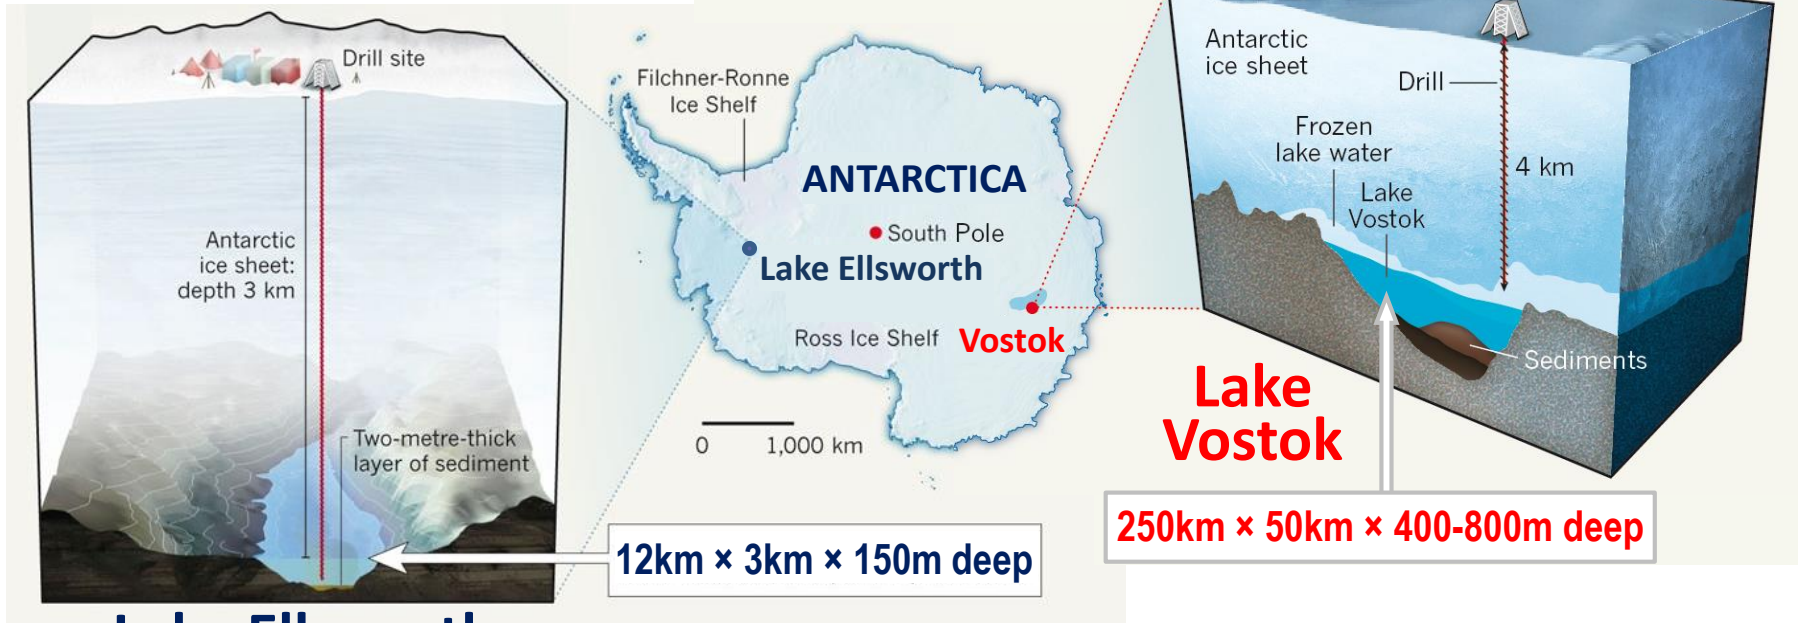 Drill site
Antarctic
ice sheet:
depth 3 km
Two-metre-thick
layer of sediment
12km × 3km × 150m deep
Filchner-Ronne
Ice Shelf
ANTARCTICA
South Pole
Lake Ellsworth
Ross Ice Shelf
Vostok
0 1,000 km
Antarctic
ice sheet
Drill
Frozen
lake water
4 km
Lake
Vostok
Sediments
Lake
Vostok
250km × 50km × 400-800m deep